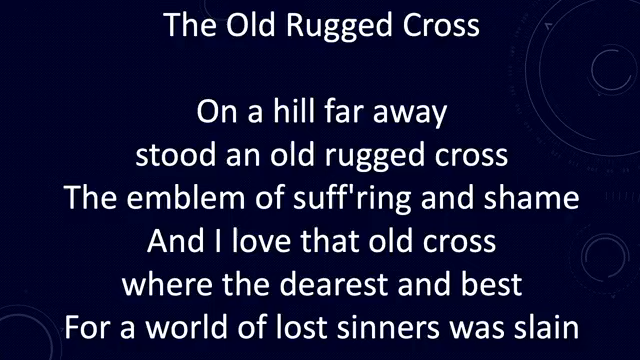 The Old Rugged Cross
On a hill far away
stood an old rugged cross
The emblem of suff'ring and shame
And I love that old cross
where the dearest and best
For a world of lost sinners was slain